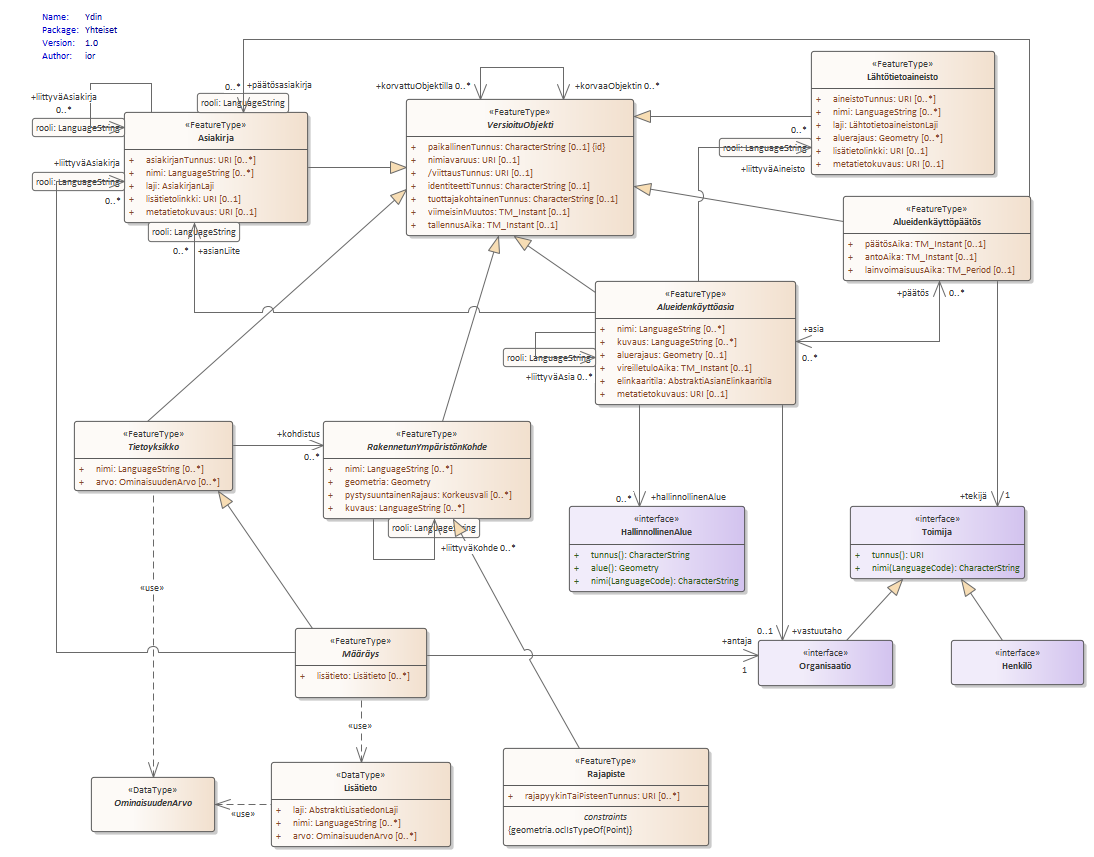 Name: Ydin
Package: Yhteiset
Version: 1.0
Author: ior
+liittyväAsiakirja
0..*
rooli: LanguageString
0..*
+päätösasiakirja
rooli: LanguageString
«FeatureType»
Asiakirja
+ asiakirjanTunnus: URI [0..*]
+ nimi: LanguageString [0..*]
+ laji: AsiakirjanLaji
+ lisätietolinkki: URI [0..1]
+ metatietokuvaus: URI [0..1]
+liittyväAsiakirja
rooli: LanguageString
0..*
rooli: LanguageString
0..*
+asianLiite
+korvattuObjektilla 0..*
+korvaaObjektin 0..*
«FeatureType»
VersioituObjekti
+ paikallinenTunnus: CharacterString [0..1] {id}
+ nimiavaruus: URI [0..1]
+ /viittausTunnus: URI [0..1]
+ identiteettiTunnus: CharacterString [0..1]
+ tuottajakohtainenTunnus: CharacterString [0..1]
+ viimeisinMuutos: TM_Instant [0..1]
+ tallennusAika: TM_Instant [0..1]
«FeatureType»
Lähtötietoaineisto
+ aineistoTunnus: URI [0..*]
+ nimi: LanguageString [0..*]
+ laji: LähtötietoaineistonLaji
+ aluerajaus: Geometry [0..*]
+ lisätietolinkki: URI [0..1]
+ metatietokuvaus: URI [0..1]
0..*
rooli: LanguageString
+liittyväAineisto
«FeatureType»
Alueidenkäyttöpäätös
+ päätösAika: TM_Instant [0..1]
+ antoAika: TM_Instant [0..1]
+ lainvoimaisuusAika: TM_Period [0..1]
+päätös 0..*
«FeatureType»
Alueidenkäyttöasia
+ nimi: LanguageString [0..*]
+ kuvaus: LanguageString [0..*]
+ aluerajaus: Geometry [0..1]
+ vireilletuloAika: TM_Instant [0..1]
+ elinkaaritila: AbstraktiAsianElinkaaritila
+ metatietokuvaus: URI [0..1]
+asia
0..*
rooli: LanguageString
+liittyväAsia 0..*
«FeatureType»
Tietoyksikko
+ nimi: LanguageString [0..*]
+ arvo: OminaisuudenArvo [0..*]
+kohdistus
0..*
«FeatureType»
RakennetunYmpäristönKohde
+ nimi: LanguageString [0..*]
+ geometria: Geometry
+ pystysuuntainenRajaus: Korkeusvali [0..*]
+ kuvaus: LanguageString [0..*]
rooli: LanguageString
+liittyväKohde 0..*
0..*
+hallinnollinenAlue
«interface»
HallinnollinenAlue
+ tunnus(): CharacterString
+ alue(): Geometry
+ nimi(LanguageCode): CharacterString
+tekijä 1
«interface»
Toimija
+ tunnus(): URI
+ nimi(LanguageCode): CharacterString
«use»
«FeatureType»
Määräys
+ lisätieto: Lisätieto [0..*]
0..1
+vastuutaho
+antaja
1
«interface»
Organisaatio
«interface»
Henkilö
«use»
«DataType»
OminaisuudenArvo
«use»
«DataType»
Lisätieto
+ laji: AbstraktiLisatiedonLaji
+ nimi: LanguageString [0..*]
+ arvo: OminaisuudenArvo [0..*]
«FeatureType»
Rajapiste
+ rajapyykinTaiPisteenTunnus: URI [0..*]
constraints
{geometria.oclIsTypeOf(Point)}